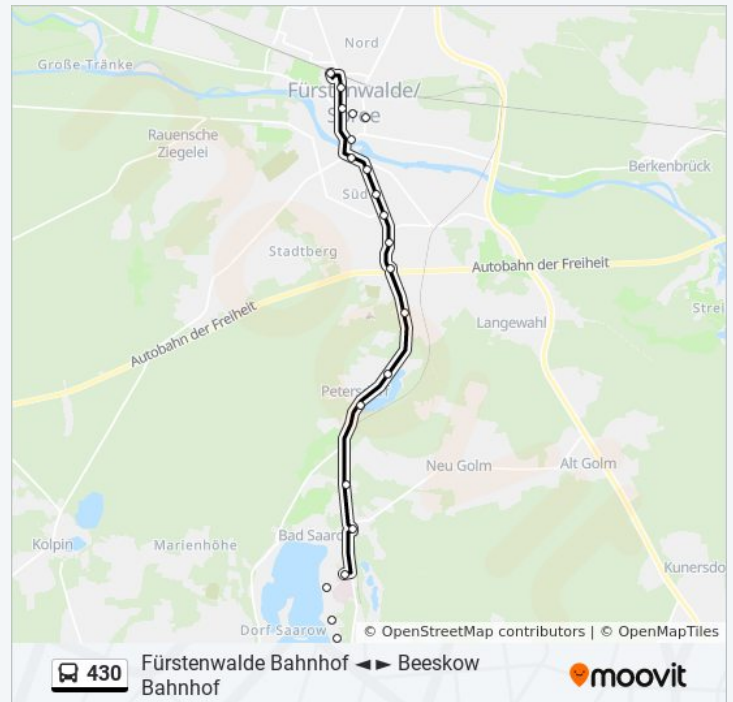 Nord
Große Tränke
Fürstenwalde/
Spree
Rauensche
Ziegelei
Berkenbrück
Süd
Stadtberg
Autobahn der Freiheit
Autobahn der Freiheit
Langewahl
Petersdorf
Neu Golm
Alt Golm
Bad Saarow
Kolpin
Marienhöhe
Kunersdo
Dorf Saarow
© OpenStreetMap contributors | © OpenMapTiles
430
Fürstenwalde Bahnhof ◄ ► Beeskow
Bahnhof
moovit